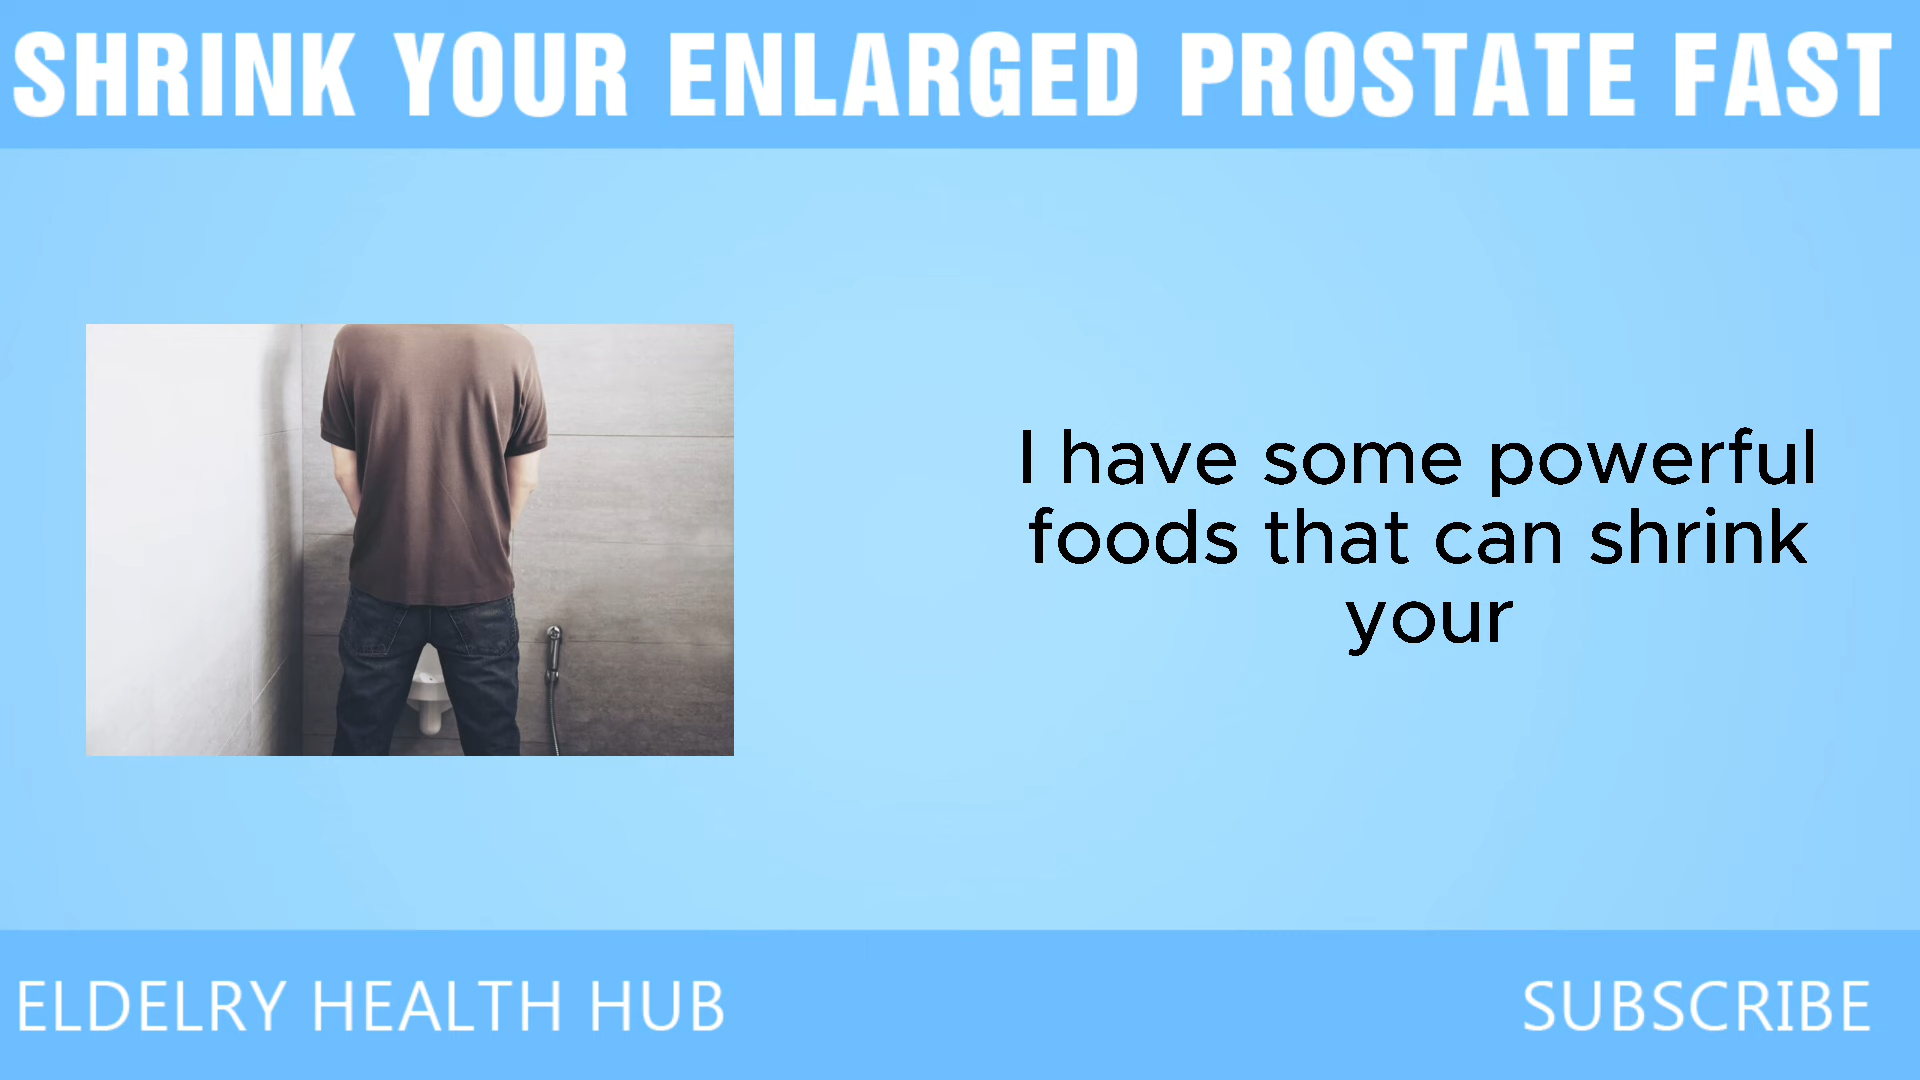 SHRINK YOUR ENLARGED PROSTATE FAST
I have some powerful
foods that can shrink
your
ELDELRY HEALTH HUB
SUBSCRIBE